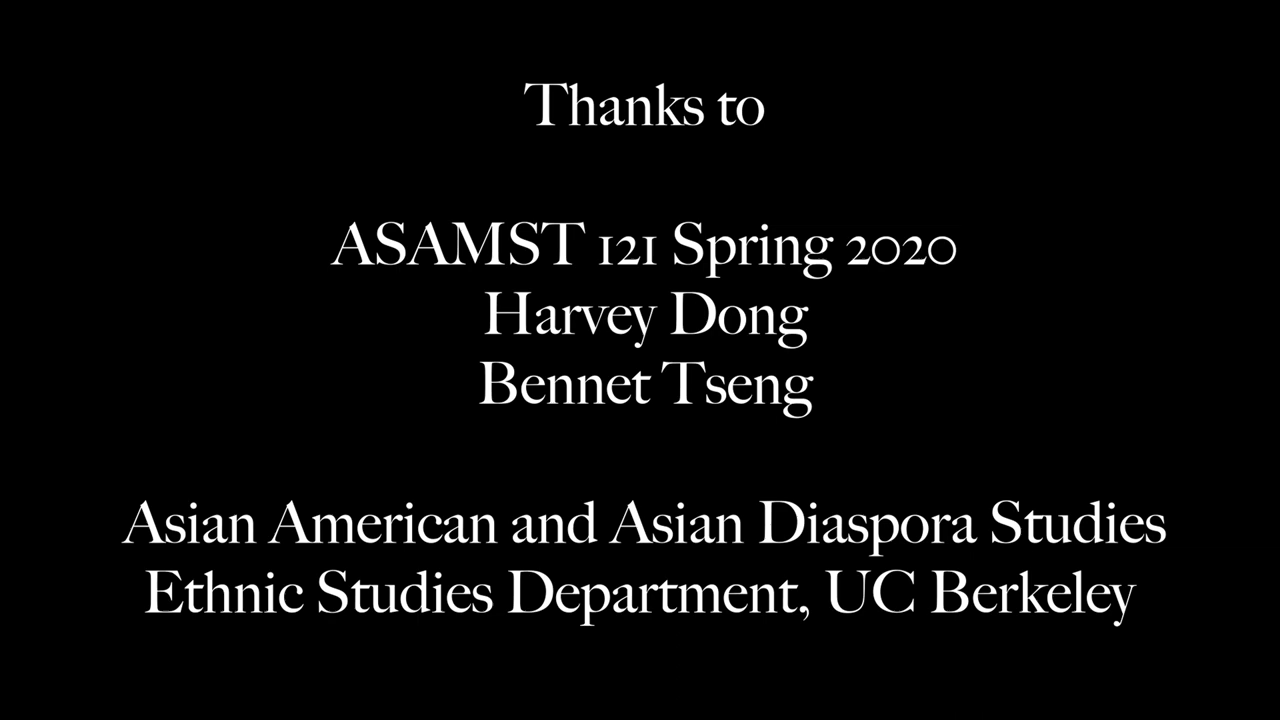 Thanks to
ASAMST 121 Spring 2020
Harvey Dong
Bennet Tseng
Asian American and Asian Diaspora Studies
Ethnic Studies Department, UC Berkeley